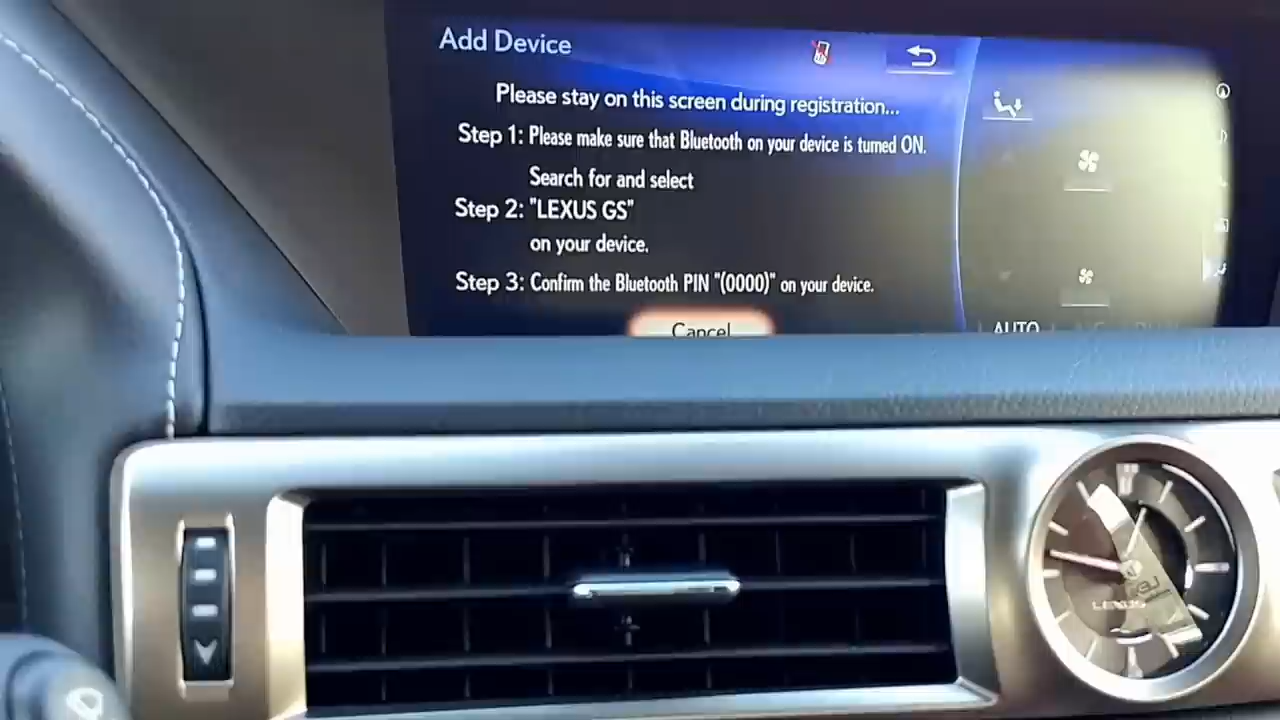 Add Device
Please stay on this screen during registration...
Step 1: Please make sure that Bluetooth on your device is turned ON.
Search for and select
Step 2: "LEXUS GS"
on your device.
Step 3: Confirm the Bluetooth PIN "(0000)" on your device.
Cancel
AUTO
LEXUS